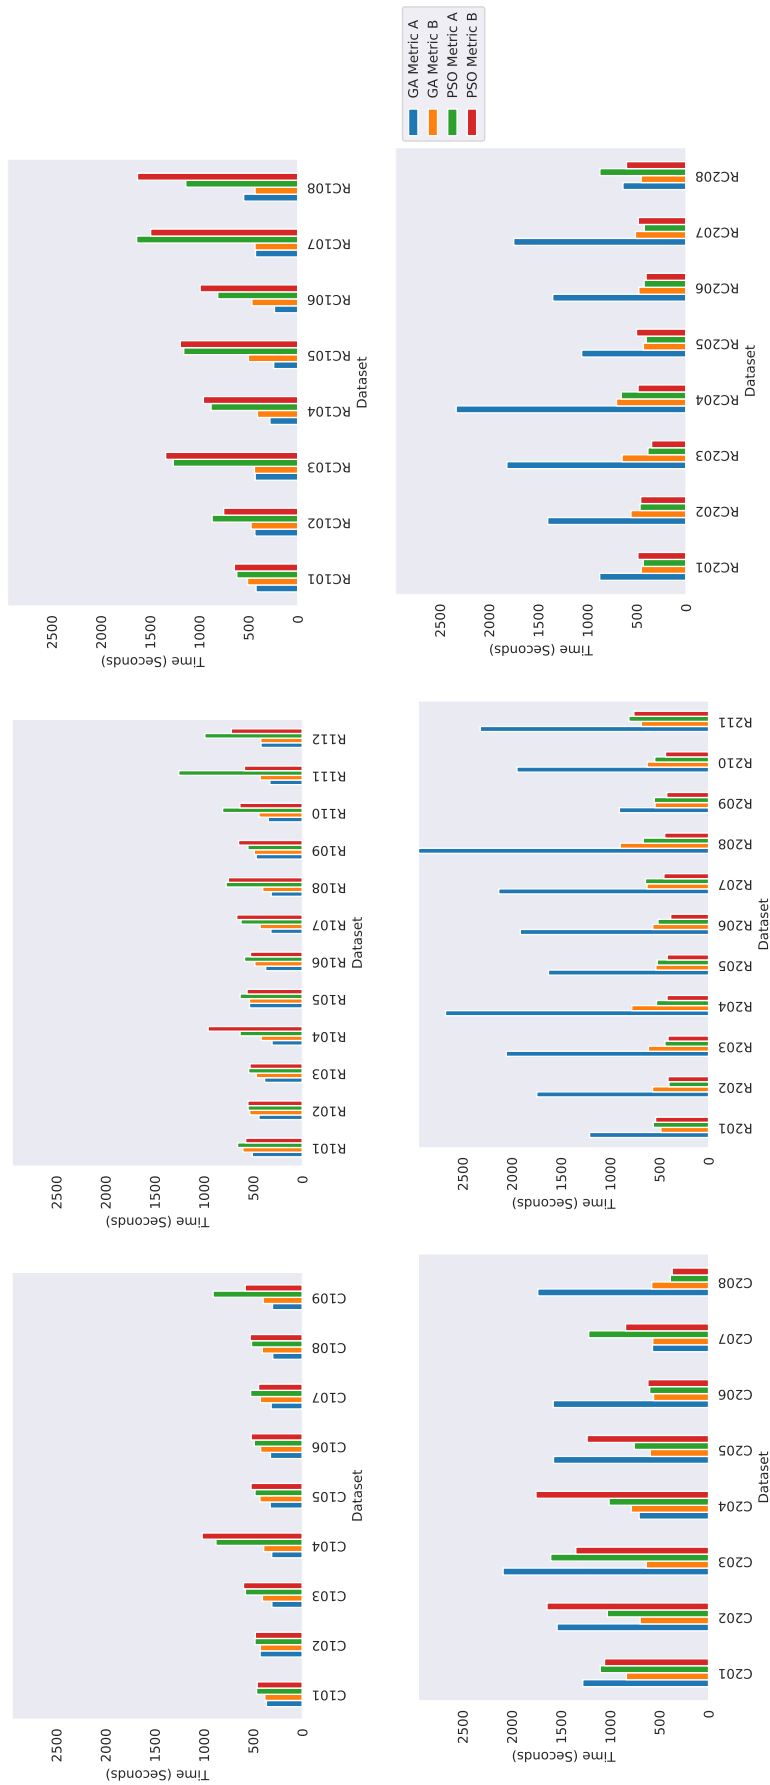 2500
2000
1500
1000
500
0
Time (Seconds)
C101
C102
C103
C104
C105
C106
C107
C108
C109
Dataset
2500
2000
1500
1000
500
0
Time (Seconds)
R101
R102
R103
R104
R105
R106
R107
R108
R109
R110
R111
R112
Dataset
2500
2000
1500
1000
500
0
Time (Seconds)
RC101
RC102
RC103
RC104
RC105
RC106
RC107
RC108
Dataset
GA Metric A
GA Metric B
PSO Metric A
PSO Metric B
2500
2000
1500
1000
500
0
Time (Seconds)
C201
C202
C203
C204
C205
C206
C207
C208
Dataset
2500
2000
1500
1000
500
0
Time (Seconds)
R201
R202
R203
R204
R205
R206
R207
R208
R209
R210
R211
Dataset
2500
2000
1500
1000
500
0
Time (Seconds)
RC201
RC202
RC203
RC204
RC205
RC206
RC207
RC208
Dataset